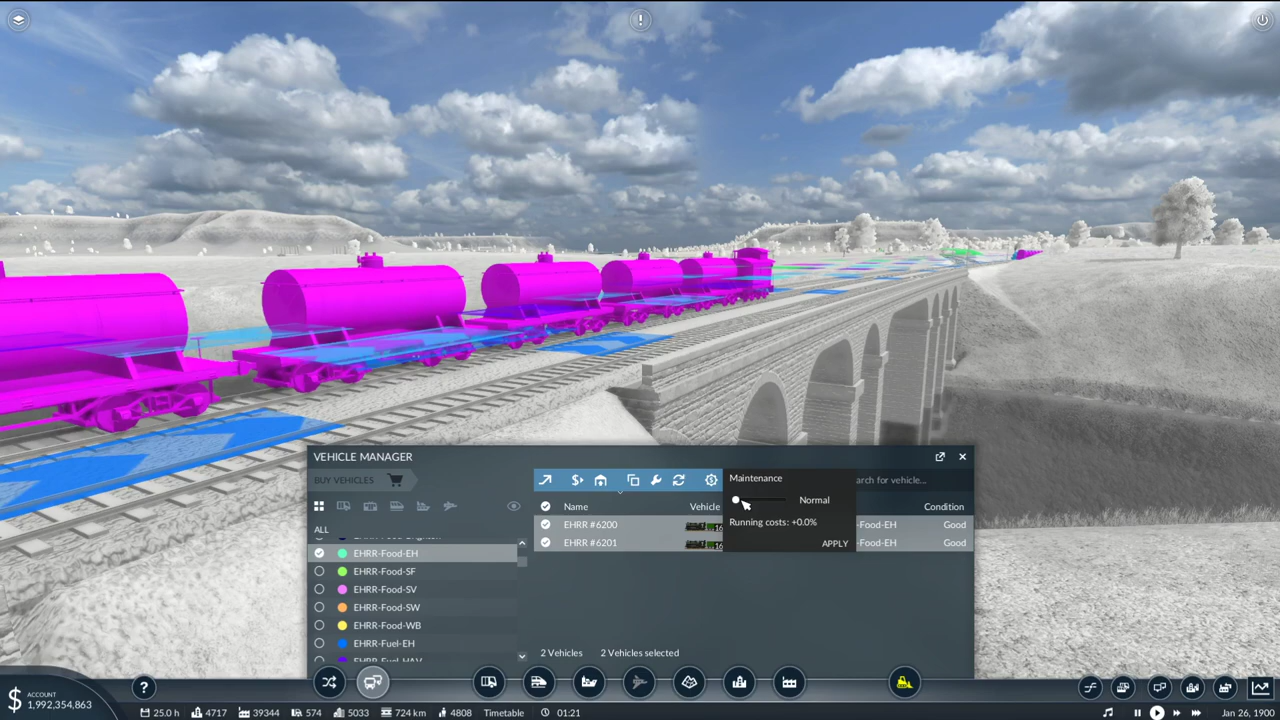 VEHICLE MANAGER
BUY VEHICLES
Maintenance
Normal
Running costs: +0.0%
APPLY
arch for vehicle...
Name
Vehicle
Condition
EHRR #6200
-Food-EH
Good
EHRR #6201
-Food-EH
Good
ALL
EHRR-Food-EH
EHRR-Food-SF
EHRR-Food-SV
EHRR-Food-SW
EHRR-Food-WB
EHRR-Fuel-EH
2 Vehicles
2 Vehicles selected
?
$ ACCOUNT
1,992,354,863
25.0 h
4717
39344
574
5033
724 km
4808
Timetable
01:21
Jan 26, 1900